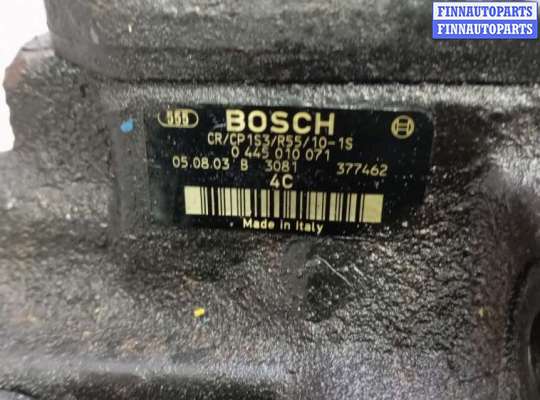 FINNAUTOPARTS
FINNAUTOPARTS
555
BOSCH
CR/CP1S3/R55/10-1S
0 445 010 071
05.08.03 B 3081 377462
4C
Made in Italy